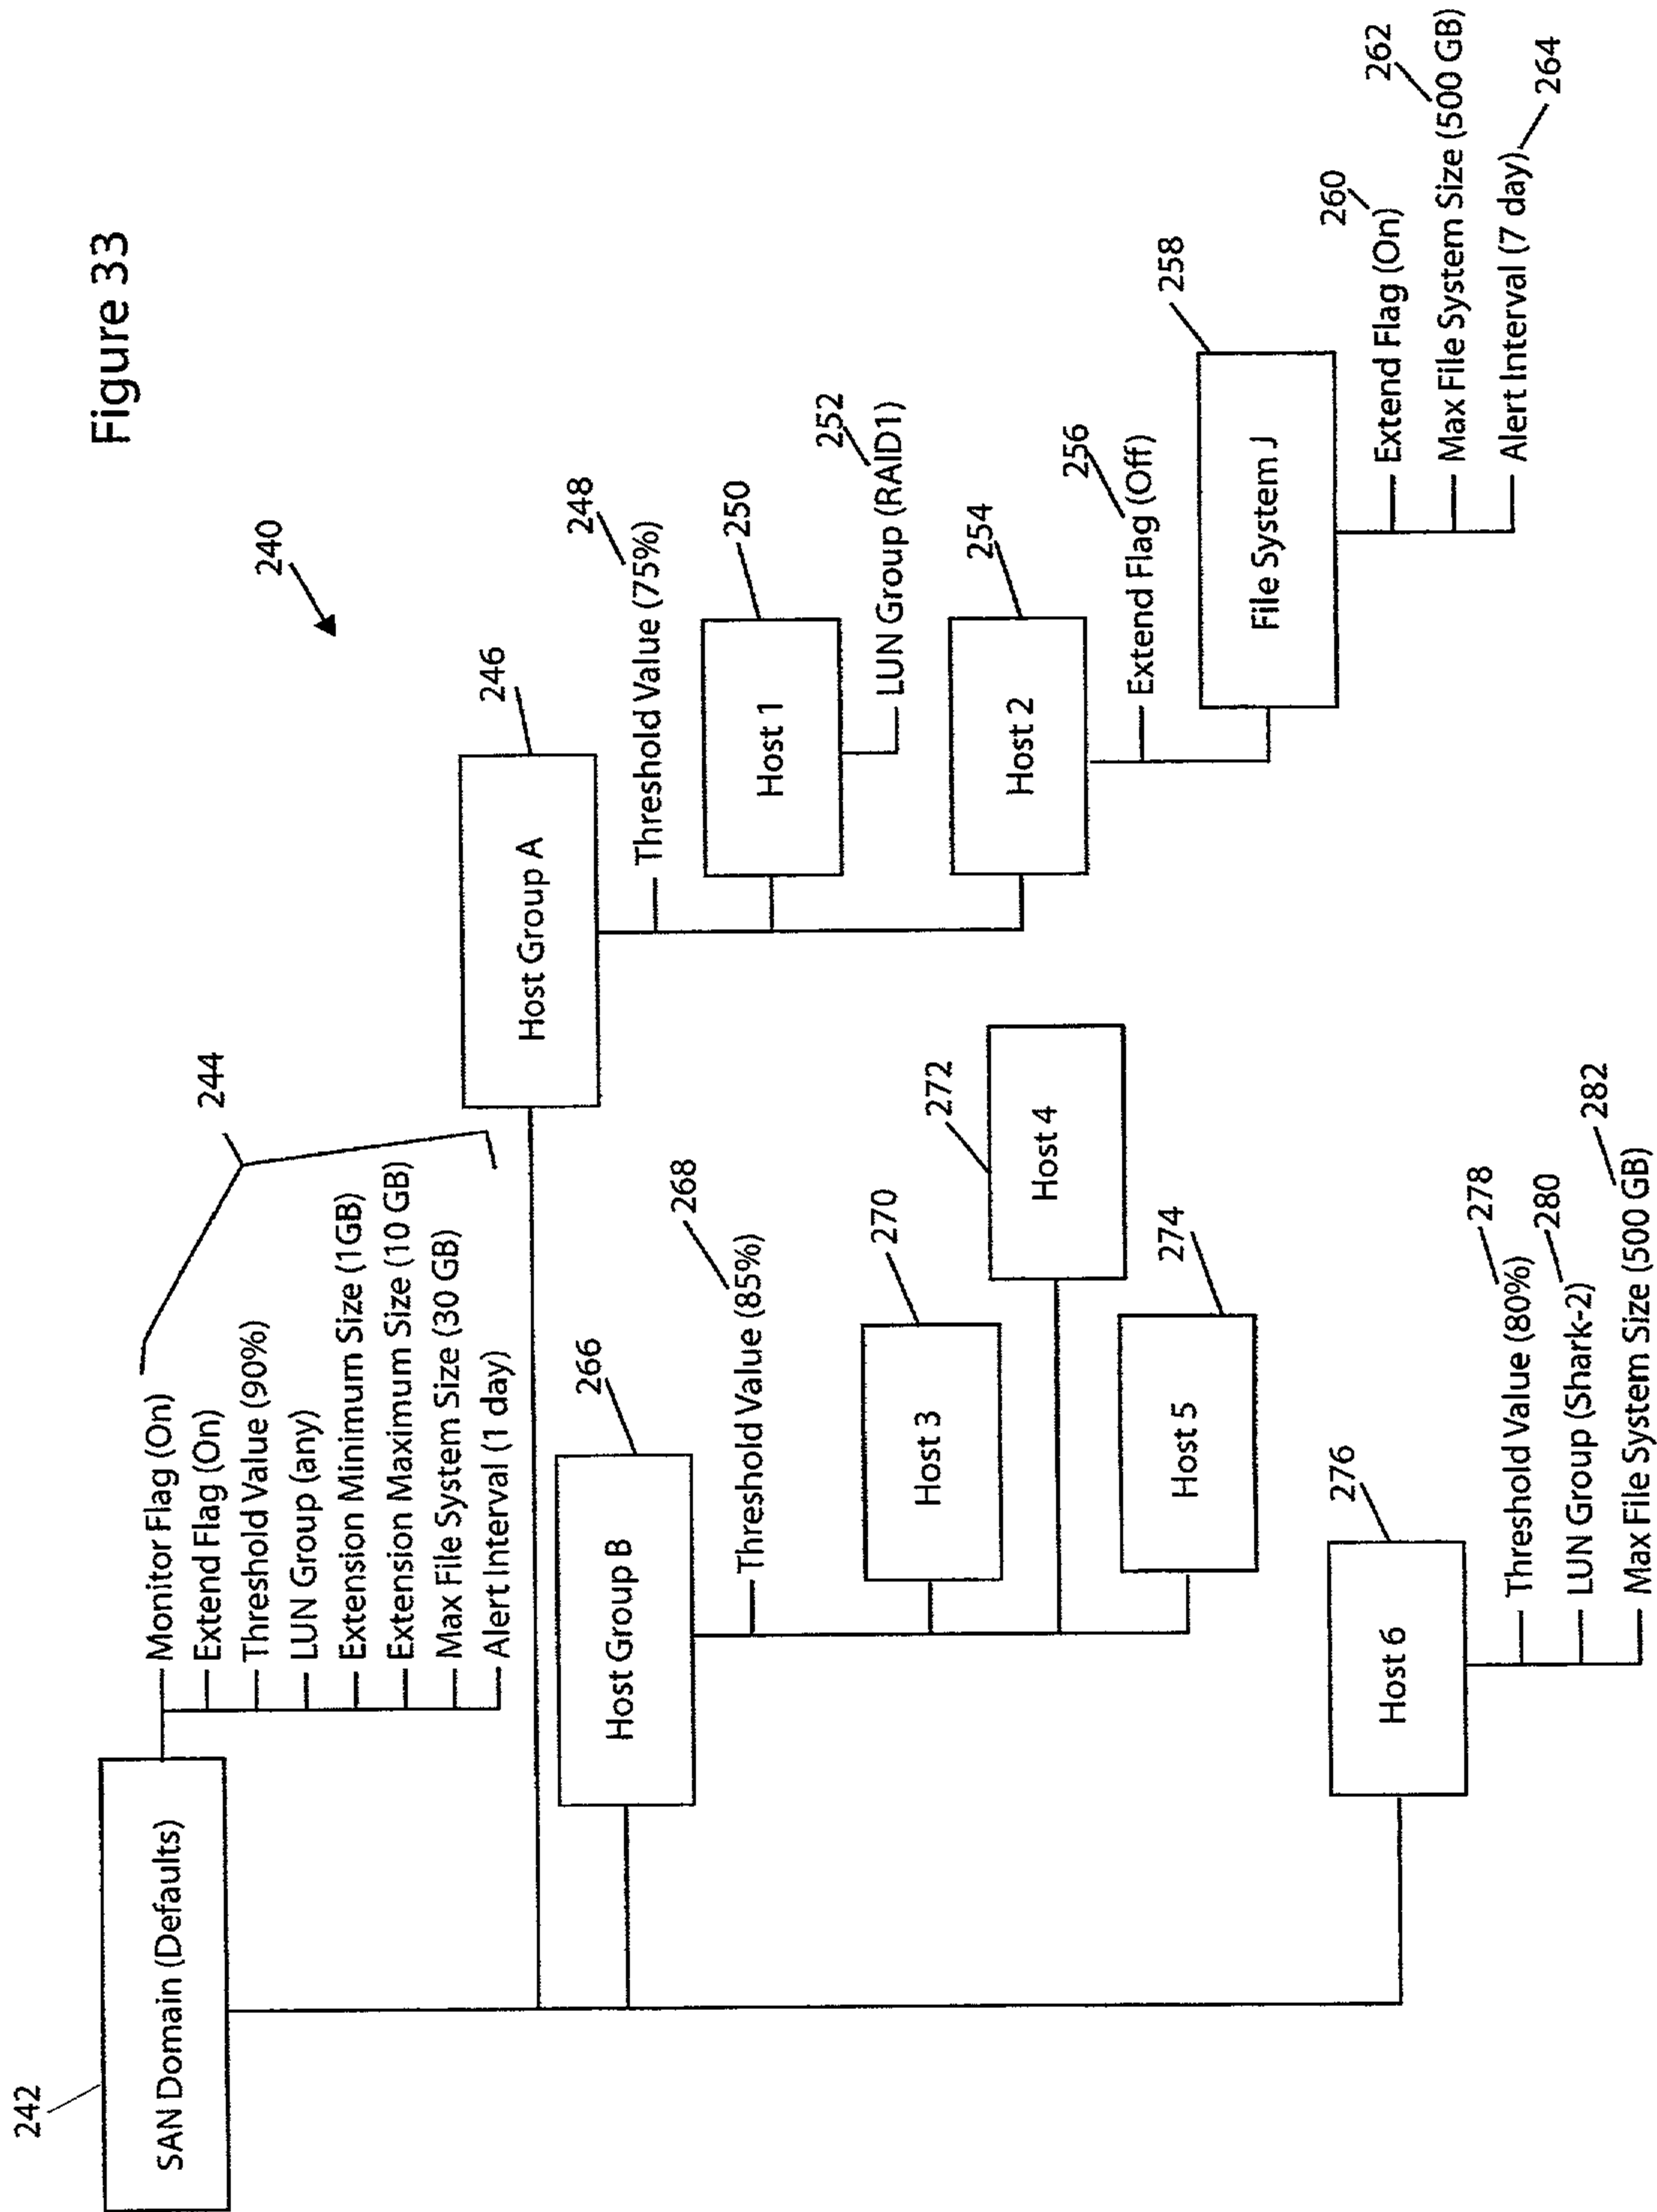 Figure 33
240
242
SAN Domain (Defaults)
244
Monitor Flag (On)
Extend Flag (On)
Threshold Value (90%)
LUN Group (any)
Extension Minimum Size (1GB)
Extension Maximum Size (10 GB)
Max File System Size (30 GB)
Alert Interval (1 day)
246
Host Group A
248
Threshold Value (75%)
250
Host 1
252
LUN Group (RAID1)
254
Host 2
256
Extend Flag (Off)
258
File System J
260
Extend Flag (On)
262
Max File System Size (500 GB)
Alert Interval (7 day)
264
266
Host Group B
268
Threshold Value (85%)
270
Host 3
272
Host 4
274
Host 5
276
Host 6
278
Threshold Value (80%)
280
LUN Group (Shark-2)
282
Max File System Size (500 GB)